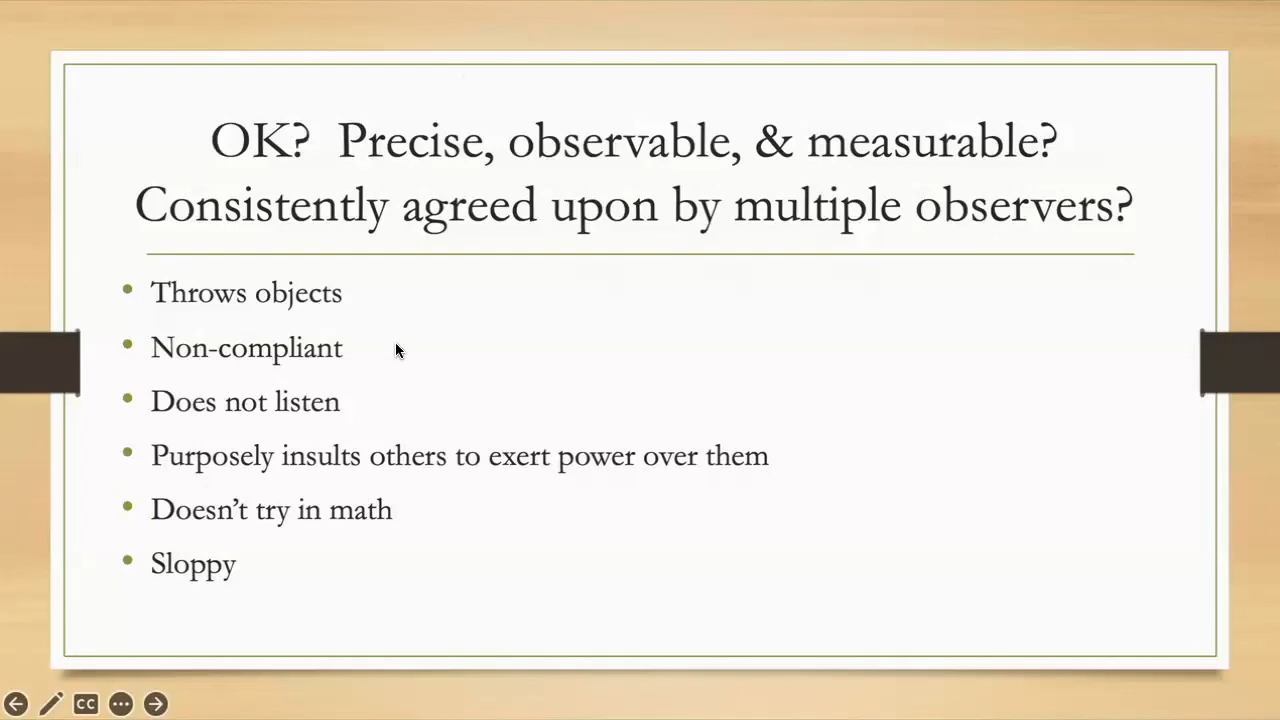 OK?  Precise, observable, & measurable?
Consistently agreed upon by multiple observers?
• Throws objects
• Non-compliant
• Does not listen
• Purposely insults others to exert power over them
• Doesn’t try in math
• Sloppy
CC